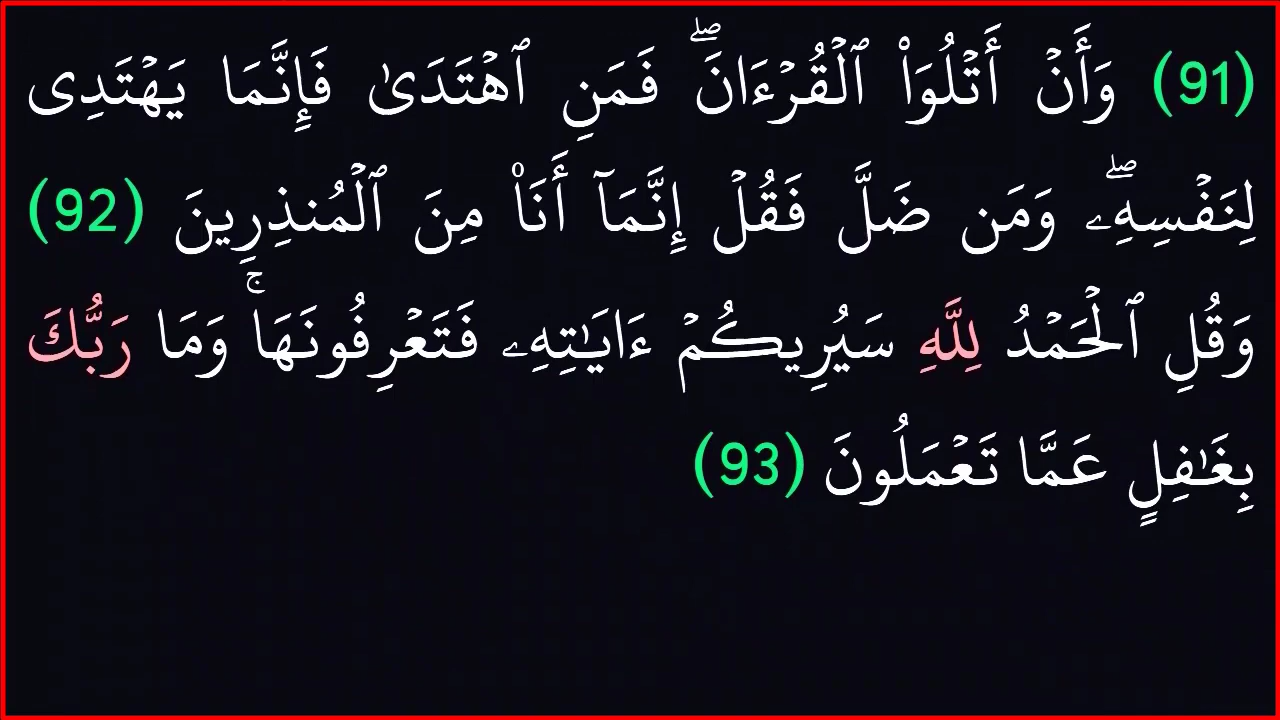 (91) وَأَنْ أَتْلُوَا۟ ٱلْقُرْءَانَ ۖ فَمَنِ ٱهْتَدَىٰ فَإِنَّمَا يَهْتَدِى
لِنَفْسِهِۦ ۖ وَمَن ضَلَّ فَقُلْ إِنَّمَآ أَنَا۠ مِنَ ٱلْمُنذِرِينَ (92)
وَقُلِ ٱلْحَمْدُ لِلَّهِ سَيُرِيكُمْ ءَايَـٰتِهِۦ فَتَعْرِفُونَهَا ۚ وَمَا رَبُّكَ
بِغَـٰفِلٍ عَمَّا تَعْمَلُونَ (93)